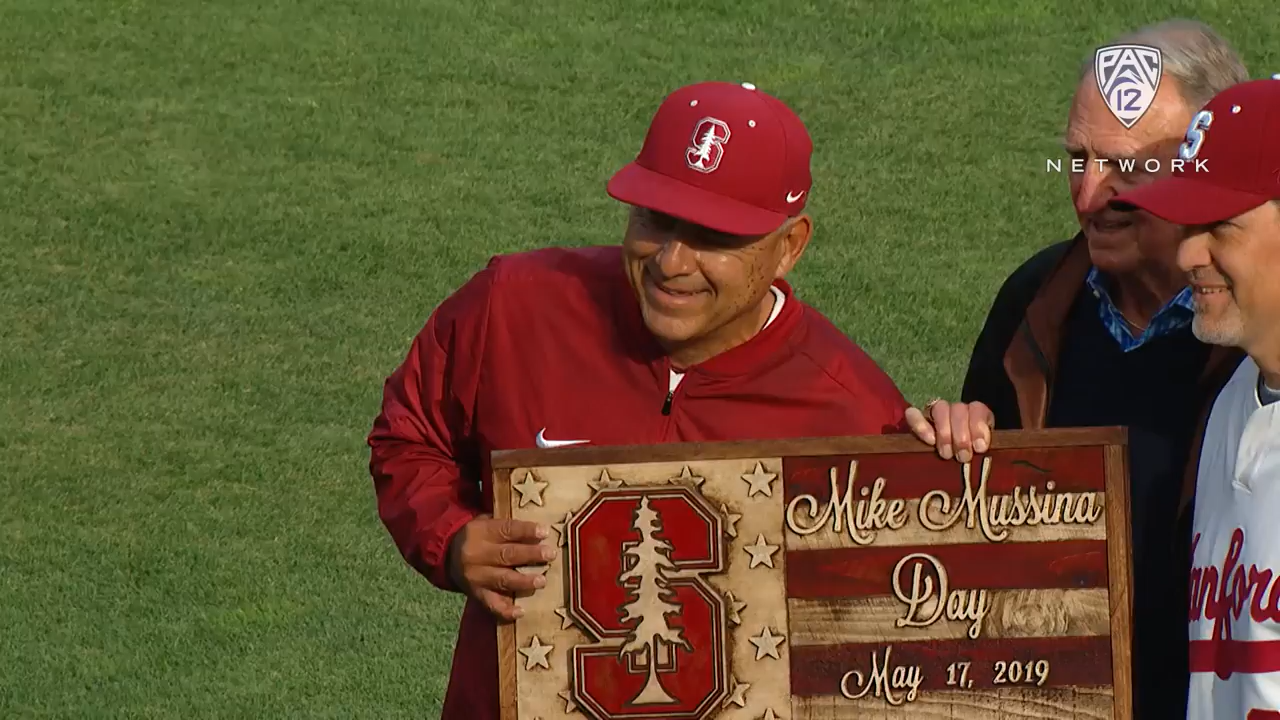 PAC
12
NETWORK
S
S
Mike Mussina
Day
May 17, 2019
S
anford